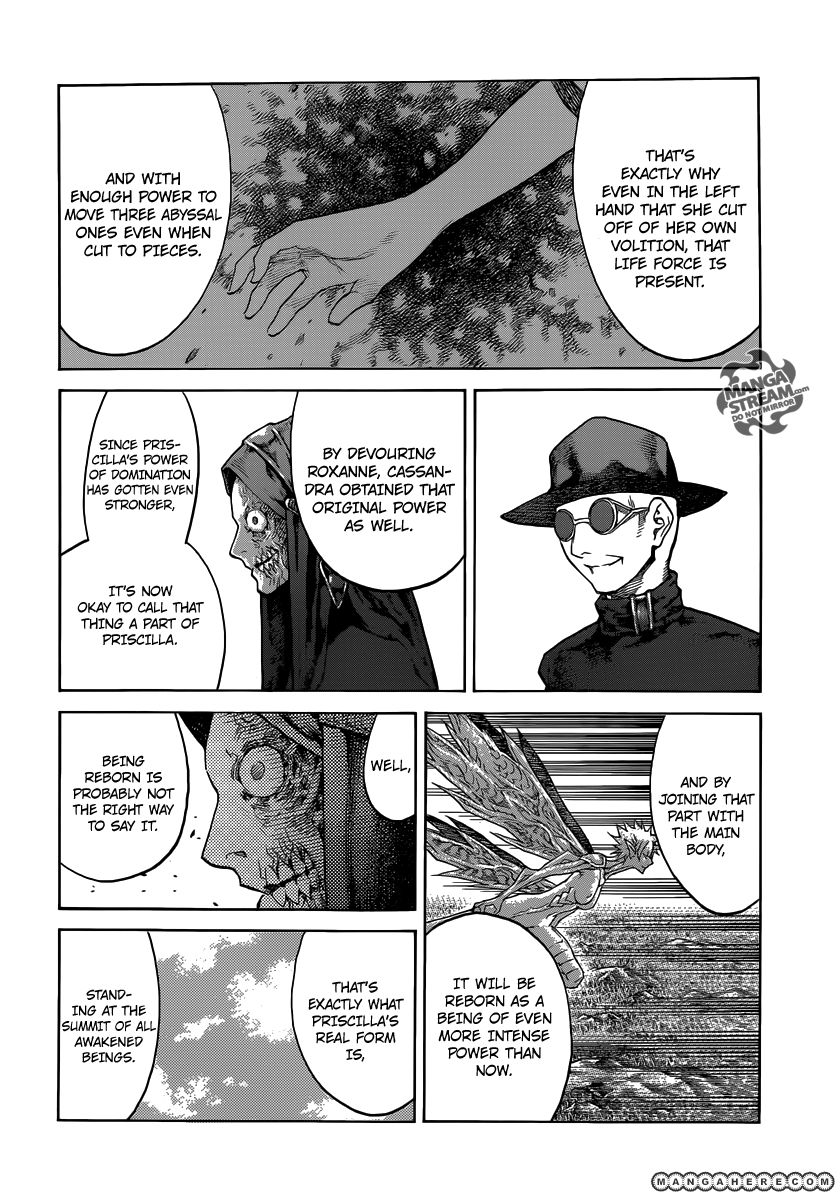 THAT'S
EXACTLY WHY
EVEN IN THE LEFT
HAND THAT SHE CUT
OFF OF HER OWN
VOLITION, THAT
LIFE FORCE IS
PRESENT.
AND WITH
ENOUGH POWER TO
MOVE THREE ABYSSAL
ONES EVEN WHEN
CUT TO PIECES.
MANGA
STREAM.com
DO NOT MIRROR
BY DEVOURING
ROXANNE, CASSAN-
DRA OBTAINED THAT
ORIGINAL POWER
AS WELL.
SINCE PRIS-
CILLA'S POWER
OF DOMINATION
HAS GOTTEN EVEN
STRONGER,
IT'S NOW
OKAY TO CALL THAT
THING A PART OF
PRISCILLA.
AND BY
JOINING THAT
PART WITH
THE MAIN
BODY,
IT WILL BE
REBORN AS A
BEING OF EVEN
MORE INTENSE
POWER THAN
NOW.
WELL,
BEING
REBORN IS
PROBABLY NOT
THE RIGHT WAY
TO SAY IT.
THAT'S
EXACTLY WHAT
PRISCILLA'S
REAL FORM
IS,
STAND-
ING AT THE
SUMMIT OF ALL
AWAKENED
BEINGS.
MANGAHERE.COM